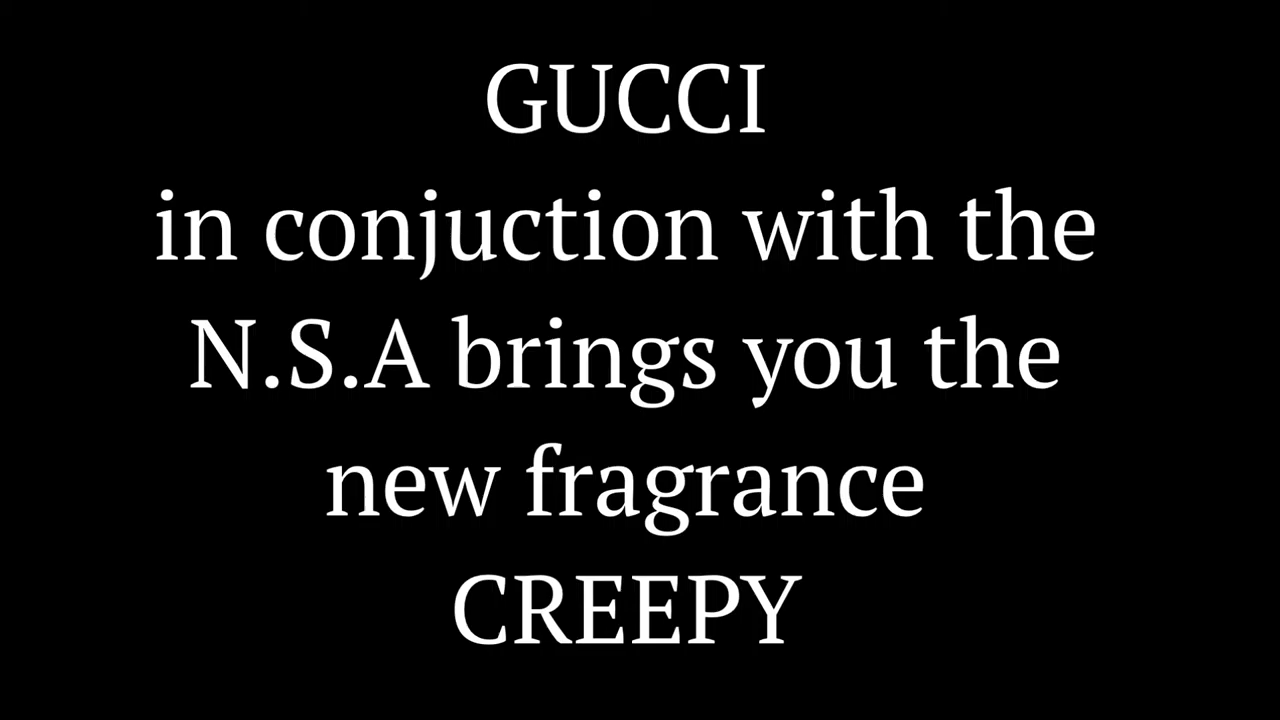 GUCCI
in conjuction with the
N.S.A brings you the
new fragrance
CREEPY